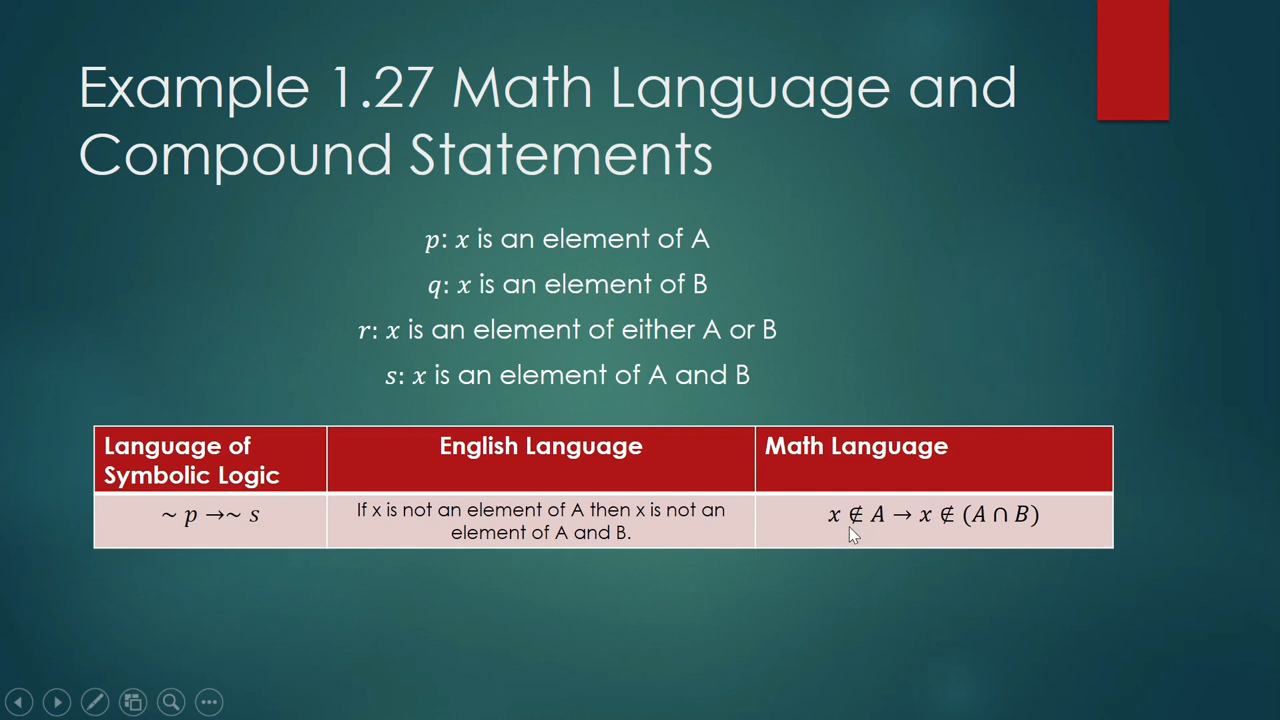 Example 1.27 Math Language and
Compound Statements
p: x is an element of A
q: x is an element of B
r: x is an element of either A or B
s: x is an element of A and B
Language of
Symbolic Logic
English Language
Math Language
~ p →~ s
If x is not an element of A then x is not an
element of A and B.
x ∉ A → x ∉ (A ∩ B)